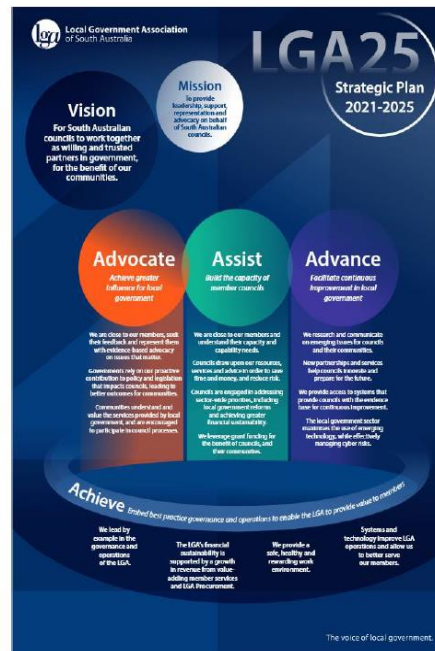 Local Government Association
of South Australia
LGA25
Strategic Plan
2021-2025
Vision
For South Australian
councils to work together
as willing and trusted
partners in government,
for the benefit of our
communities.
Mission
To provide
leadership, support,
representation and
advocacy on behalf
of South Australian
councils.
Advocate
Achieve greater
influence for local
government
We are close to our members, seek
their feedback and represent them
with evidence-based advocacy
on issues that matter.
Governments rely on our proactive
contribution to policy and legislation
that impacts councils, leading to
better outcomes for communities.
Communities understand and
value the services provided by local
government, and are encouraged
to participate in council processes.
Assist
Build the capacity of
member councils
We are close to our members and
understand their capacity and
capability needs.
Councils draw upon our resources,
services and advice in order to save
time and money, and reduce risk.
Councils are engaged in addressing
sector-wide priorities, including
local government reforms
and achieving greater
financial sustainability.
We leverage grant funding for
the benefit of councils, and
their communities.
Advance
Facilitate continuous
improvement in local
government
We research and communicate
on emerging issues for councils
and their communities.
New partnerships and services
help councils innovate and
prepare for the future.
We provide access to systems that
provide councils with the evidence
base for continuous improvement.
The local government sector
maximises the use of emerging
technology, while effectively
managing cyber risks.
Achieve Embed best practice governance and operations to enable the LGA to provide value to members
We lead by
example in the
governance and
operations
of the LGA.
The LGA's financial
sustainability is
supported by a growth
in revenue from value-
adding member services
and LGA Procurement.
We provide a
safe, healthy and
rewarding work
environment.
Systems and
technology improve LGA
operations and allow us
to better serve
our members.
The voice of local government.